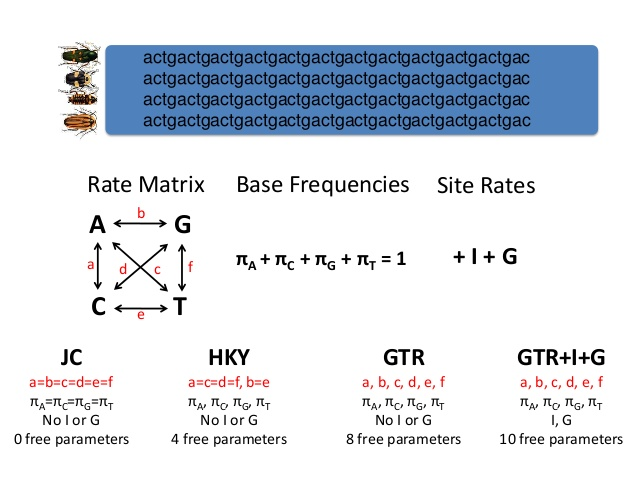 actgactgactgactgactgactgactgactgactgactgactgac
actgactgactgactgactgactgactgactgactgactgactgac
actgactgactgactgactgactgactgactgactgactgactgac
actgactgactgactgactgactgactgactgactgactgactgac
Rate Matrix Base Frequencies Site Rates
A b G
a d c f
πA + πC + πG + πT = 1
+ I + G
C e T
JC HKY GTR GTR+I+G
a=b=c=d=e=f a=c=d=f, b=e a, b, c, d, e, f a, b, c, d, e, f
πA=πC=πG=πT πA, πC, πG, πT πA, πC, πG, πT πA, πC, πG, πT
No I or G No I or G No I or G I, G
0 free parameters 4 free parameters 8 free parameters 10 free parameters